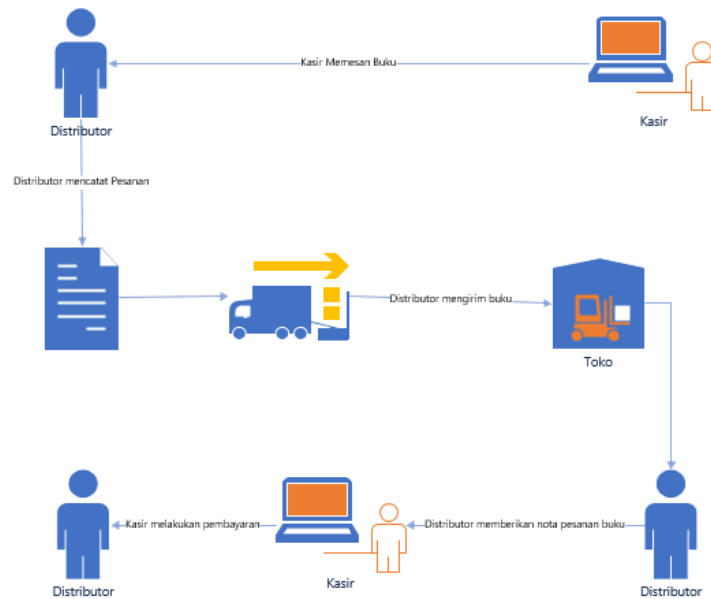 Kasir Memesan Buku
Distributor
Kasir
Distributor mencatat Pesanan
Distributor mengirim buku
Toko
Kasir melakukan pembayaran
Distributor memberikan nota pesanan buku
Distributor
Kasir
Distributor